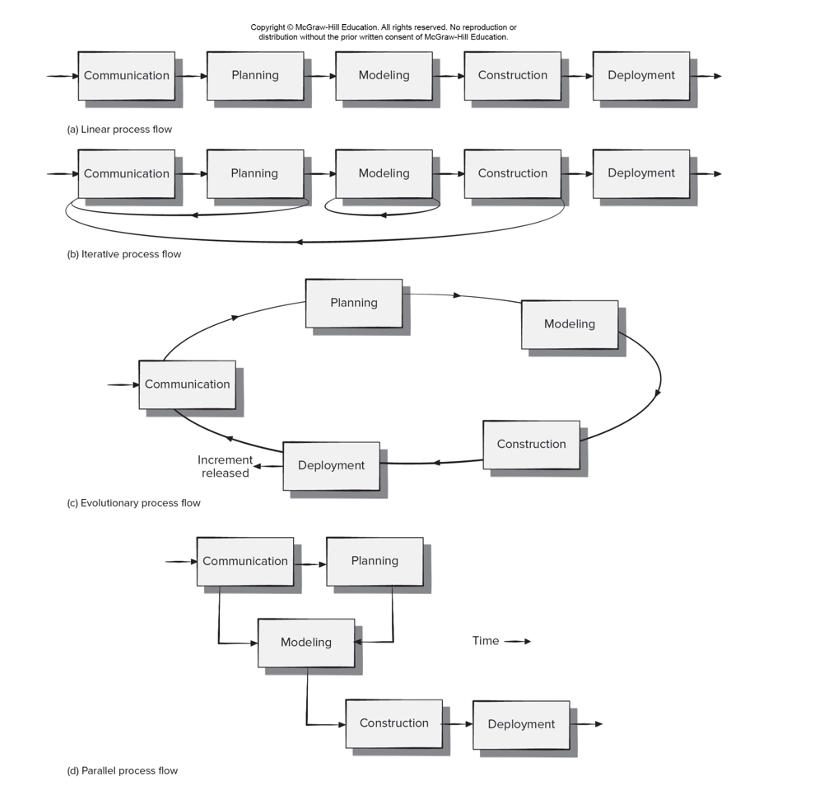 Copyright © McGraw-Hill Education. All rights reserved. No reproduction or
distribution without the prior written consent of McGraw-Hill Education.
Communication
Planning
Modeling
Construction
Deployment
(a) Linear process flow
Communication
Planning
Modeling
Construction
Deployment
(b) Iterative process flow
Planning
Modeling
Communication
Construction
Increment
released
Deployment
(c) Evolutionary process flow
Communication
Planning
Modeling
Time
Construction
Deployment
(d) Parallel process flow